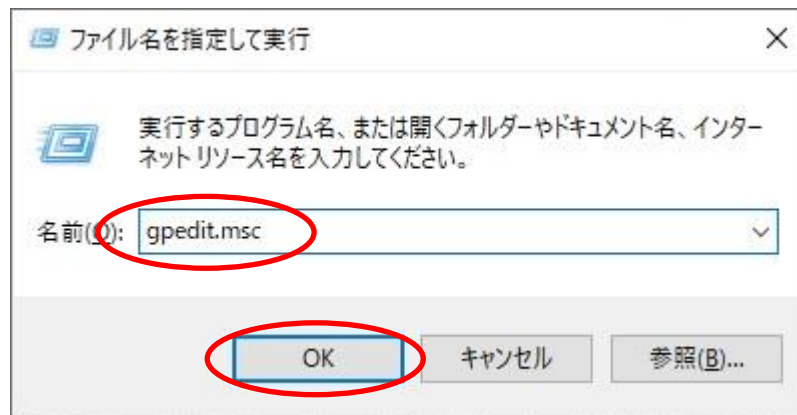 ファイル名を指定して実行
実行するプログラム名、または開くフォルダーやドキュメント名、インター
ネット リソース名を入力してください。
名前(O): gpedit.msc
OK キャンセル 参照(B)...